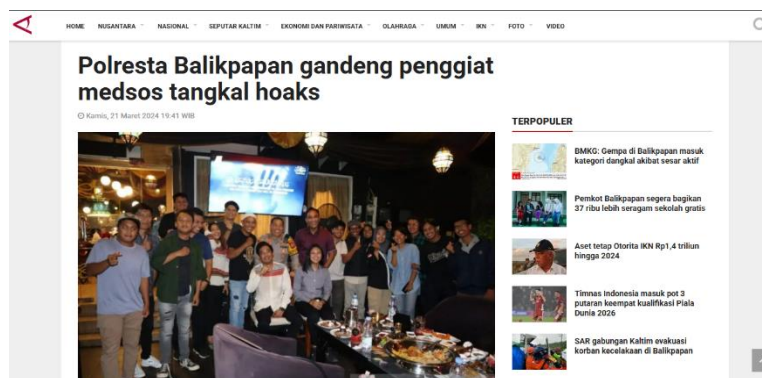 HOME NUSANTARA NASIONAL SEPUTAR KALTIM EKONOMI DAN PARIWISATA OLAHRAGA UMUM IKN FOTO VIDEO
Polresta Balikpapan gandeng penggiat
medsos tangkal hoaks
Kamis, 21 Maret 2024 19:41 WIB
TERPOPULER
BMKG: Gempa di Balikpapan masuk
kategori dangkal akibat sesar aktif
Pemkot Balikpapan segera bagikan
37 ribu lebih seragam sekolah gratis
Aset tetap Otorita IKN Rp1,4 triliun
hingga 2024
Timnas Indonesia masuk pot 3
putaran keempat kualifikasi Piala
Dunia 2026
SAR gabungan Kaltim evakuasi
korban kecelakaan di Balikpapan